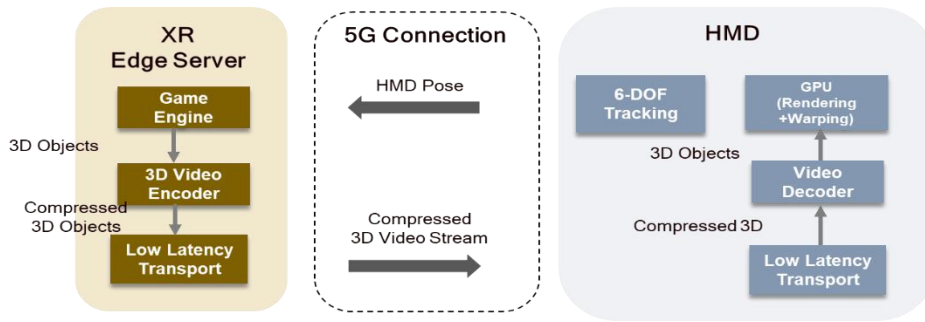 XR
Edge Server
Game
Engine
3D Objects
3D Video
Encoder
Compressed
3D Objects
Low Latency
Transport
5G Connection
HMD Pose
Compressed
3D Video Stream
HMD
6-DOF
Tracking
GPU
(Rendering
+Warping)
3D Objects
Video
Decoder
Compressed 3D
Low Latency
Transport